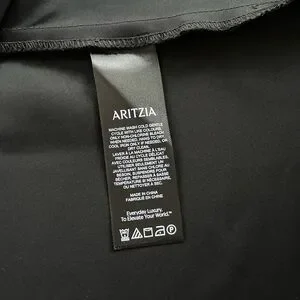 ARITZIA
MACHINE WASH COLD GENTLE
CYCLE WITH LIKE COLOURS.
ONLY NON-CHLORINE BLEACH
WHEN NEEDED. HANG TO DRY.
COOL IRON ONLY IF NEEDED, OR
DRY CLEAN.
LAVER À LA MACHINE À L'EAU
FROIDE AU CYCLE DÉLICAT
AVEC COULEURS SEMBLABLES.
UTILISER SEULEMENT UN
JAVELLISANT SANS CHLORE AU
BESOIN. SUSPENDRE POUR
SÉCHER. REPASSER À BASSE
TEMPÉRATURE SI NÉCESSAIRE,
OU NETTOYER À SEC.
MADE IN CHINA
FABRIQUÉ EN CHINE
Everyday Luxury.
To Elevate Your World.™